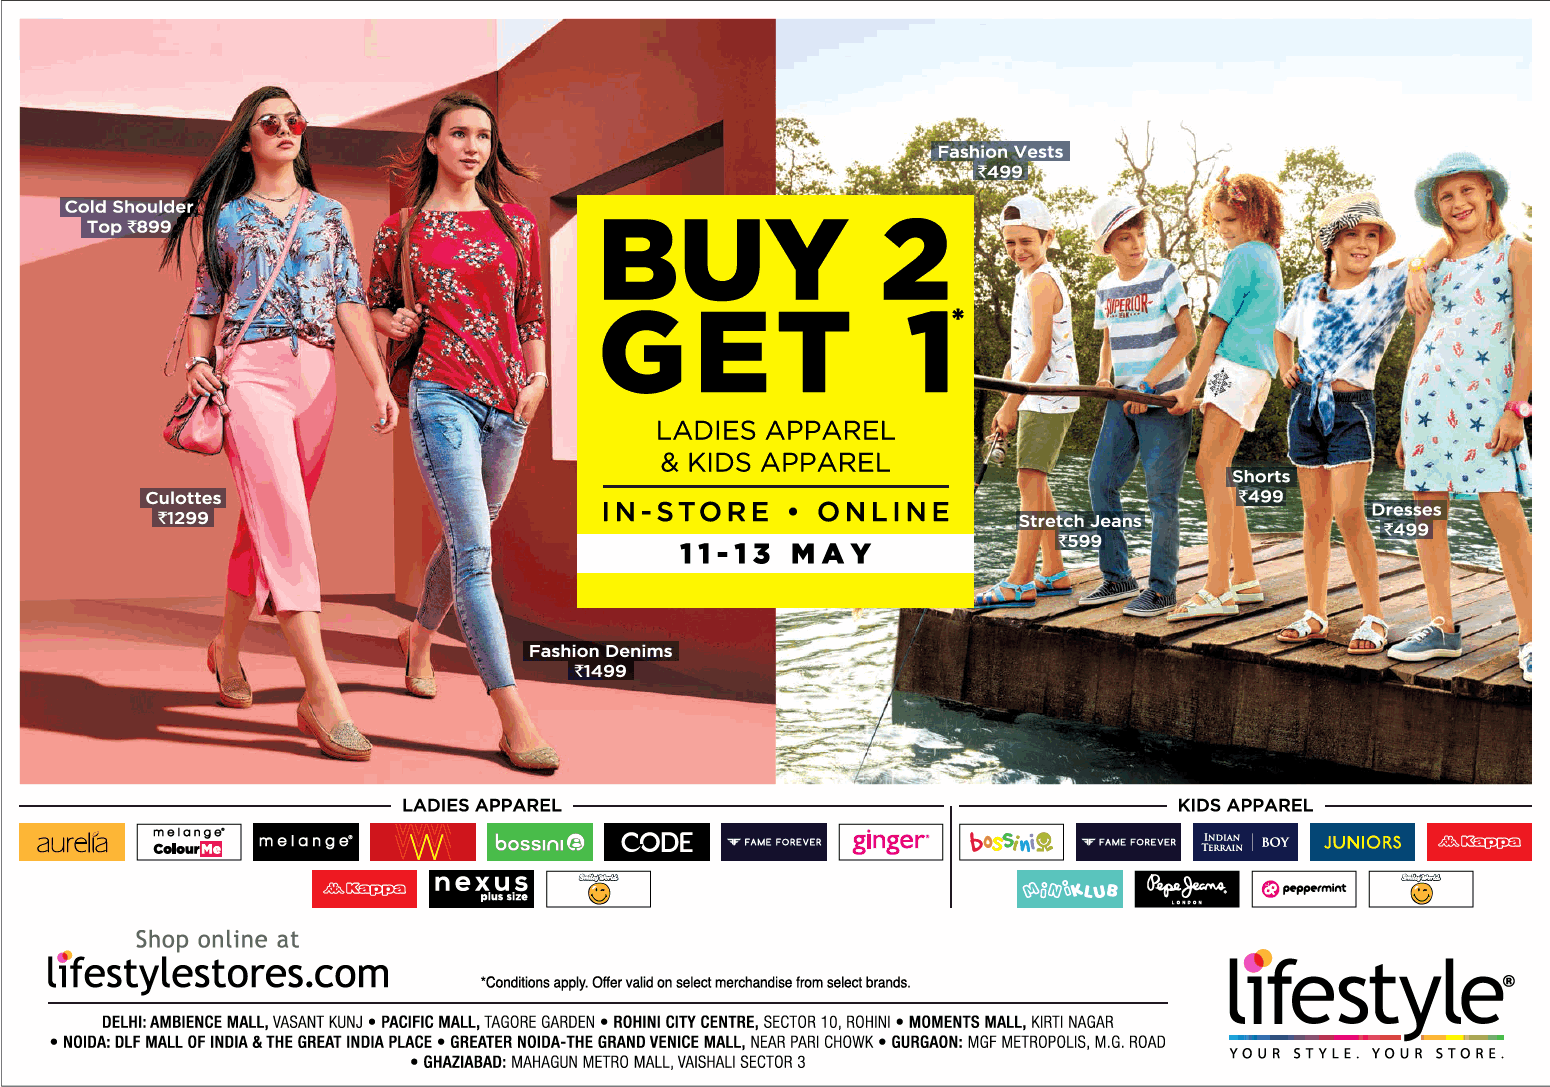 Cold Shoulder
Top ₹899
Culottes
₹1299
Fashion Denims
₹1499
BUY 2
GET 1*
LADIES APPAREL
& KIDS APPAREL
IN-STORE • ONLINE
11-13 MAY
Fashion Vests
₹499
SUPERIOR
Stretch Jeans
₹599
Shorts
₹499
Dresses
₹499
LADIES APPAREL
aurelia
melange®
ColourMe
melange®
W
bossini
CODE
FAME FOREVER
ginger®
Kappa
nexus
plus size
Smiley World
KIDS APPAREL
bossini
FAME FOREVER
INDIAN
TERRAIN | BOY
JUNIORS
Kappa
MINIKLUB
Pepe Jeans
LONDON
peppermint
Smiley World
Shop online at
lifestylestores.com
*Conditions apply. Offer valid on select merchandise from select brands.
DELHI: AMBIENCE MALL, VASANT KUNJ • PACIFIC MALL, TAGORE GARDEN • ROHINI CITY CENTRE, SECTOR 10, ROHINI • MOMENTS MALL, KIRTI NAGAR
• NOIDA: DLF MALL OF INDIA & THE GREAT INDIA PLACE • GREATER NOIDA-THE GRAND VENICE MALL, NEAR PARI CHOWK • GURGAON: MGF METROPOLIS, M.G. ROAD
• GHAZIABAD: MAHAGUN METRO MALL, VAISHALI SECTOR 3
lifestyle®
YOUR STYLE. YOUR STORE.